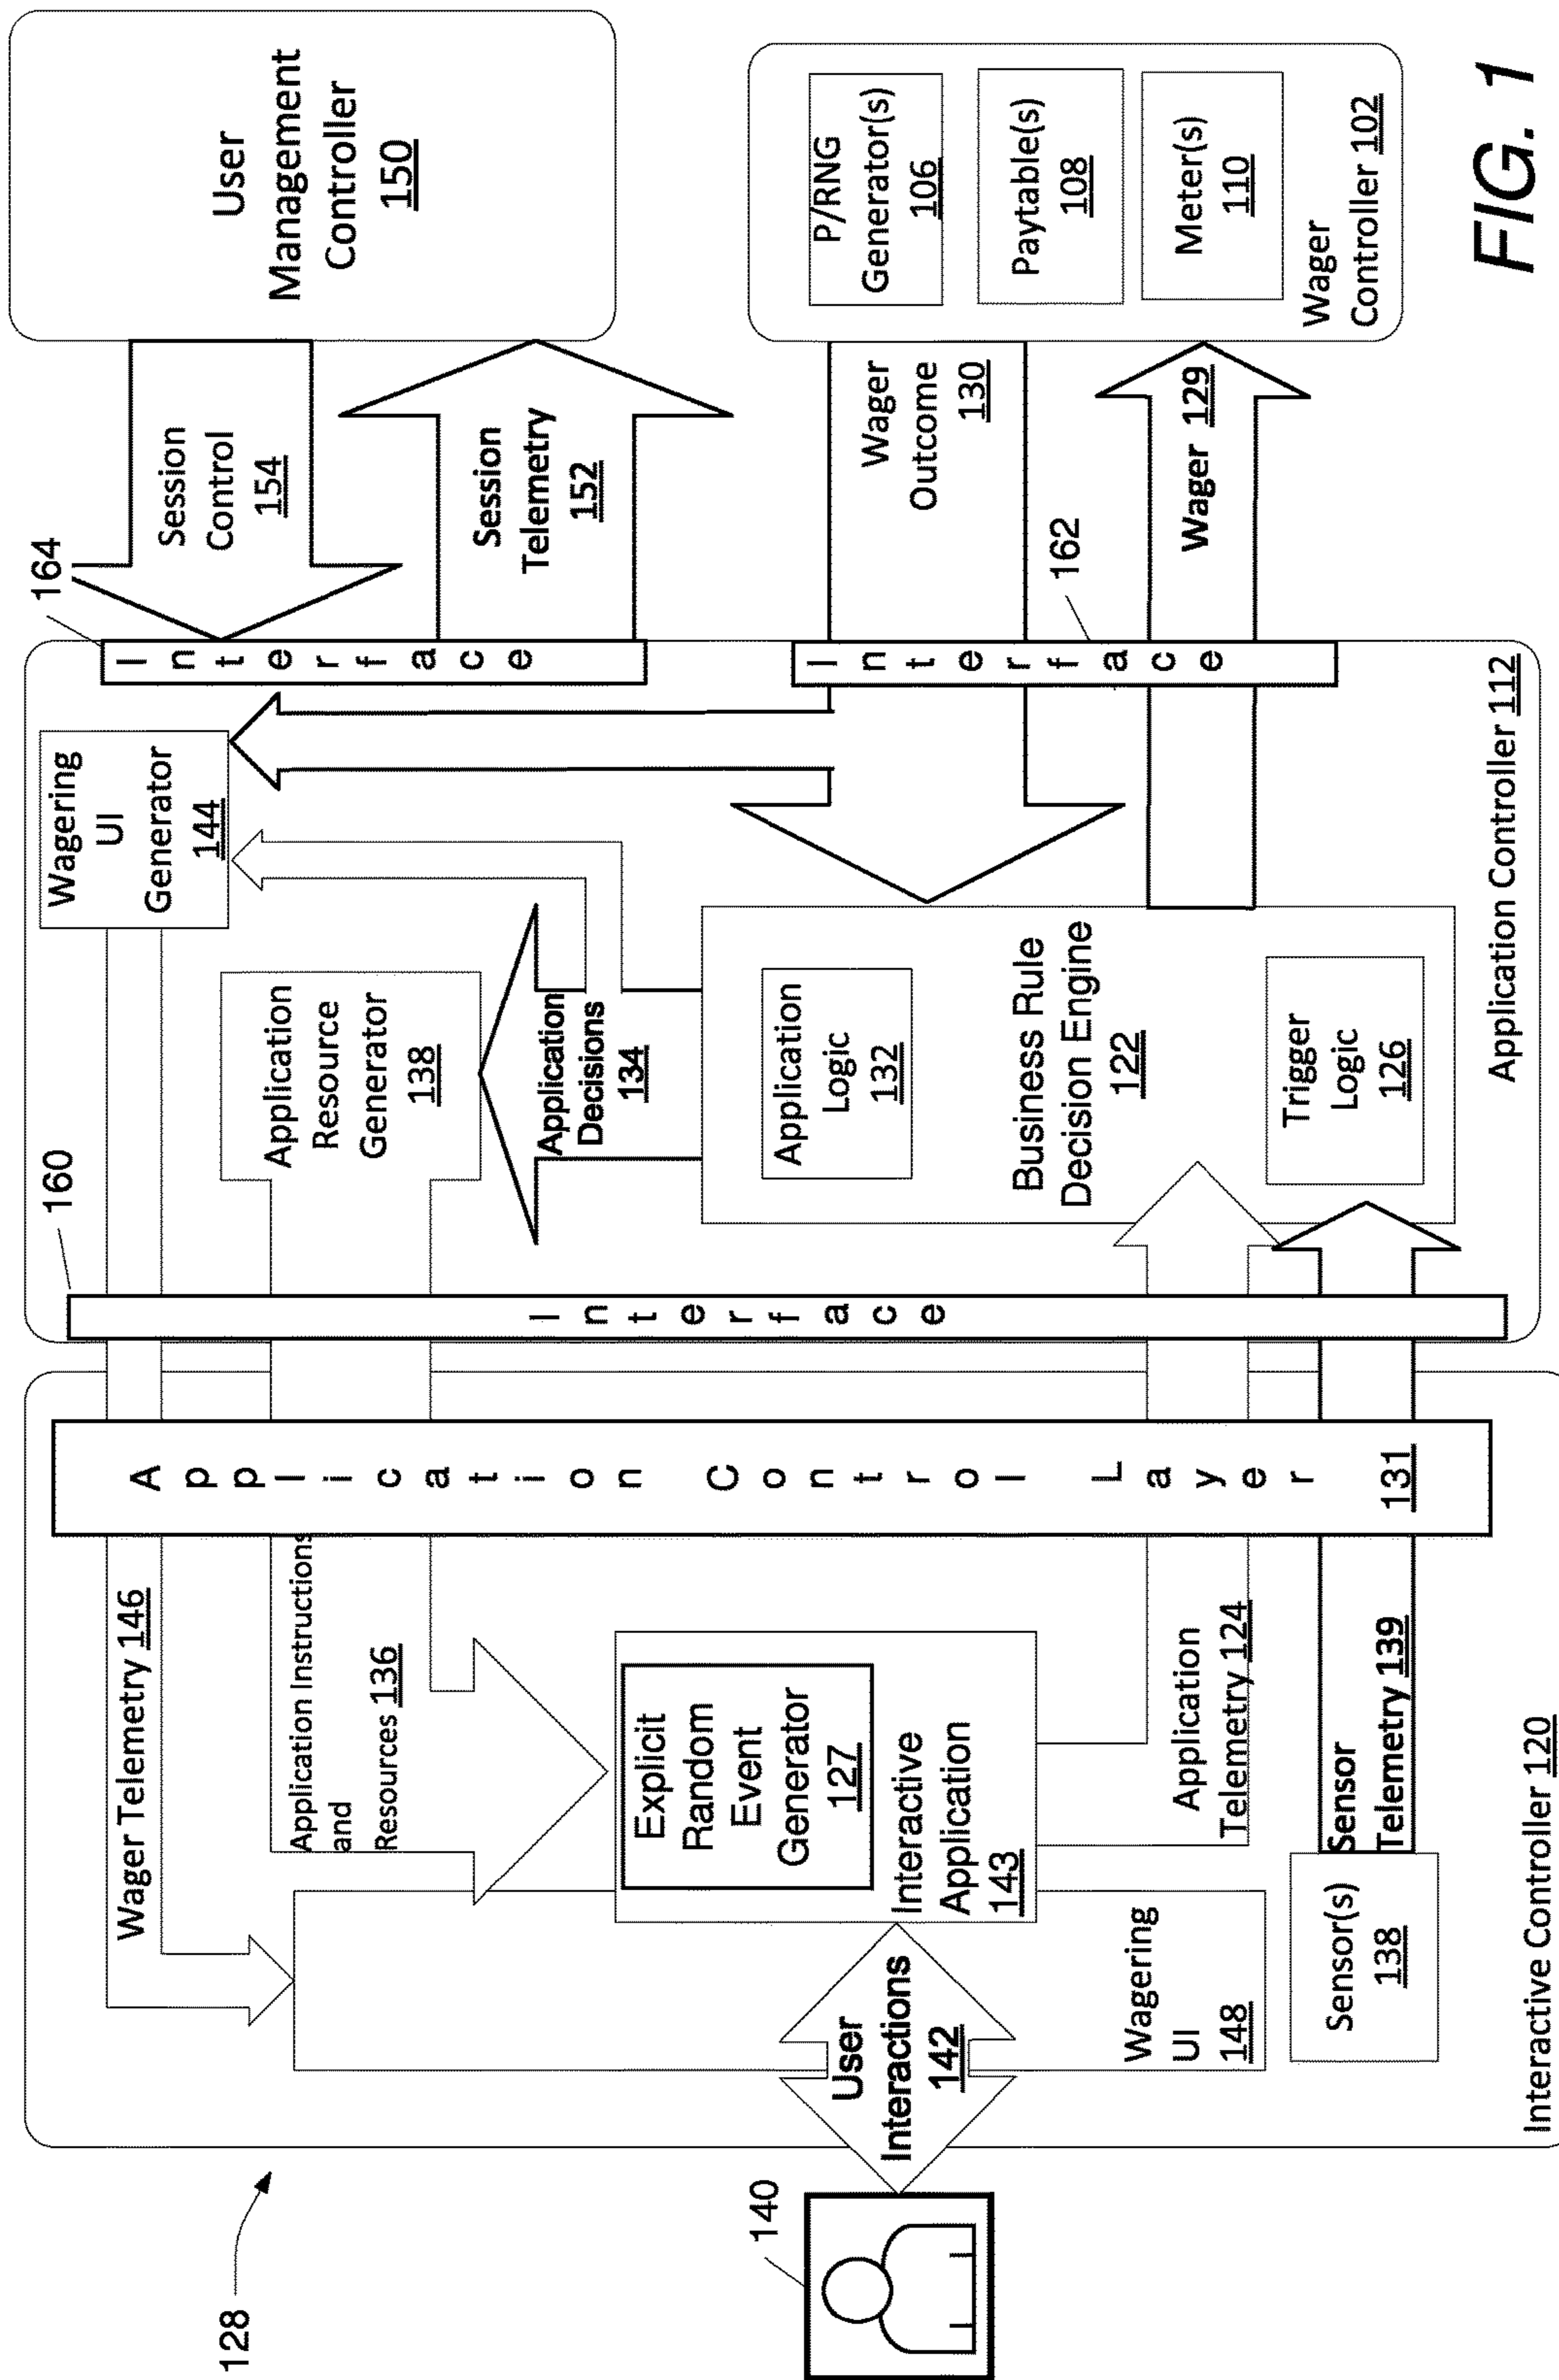 128
140
User
Interactions
142
Wager Telemetry 146
Application Instructions
and
Resources 136
Explicit
Random
Event
Generator
127
Interactive
Application
143
Application
Telemetry 124
Wagering
UI
148
Sensor(s)
138
Sensor
Telemetry 139
Interactive Controller 120
Application Control Layer 131
160
Interface
Wagering
UI
Generator
144
Application
Resource
Generator
138
Application
Decisions
134
Application
Logic
132
Business Rule
Decision Engine
122
Trigger
Logic
126
Application Controller 112
164
Interface
Interface
162
Session
Control
154
Session
Telemetry
152
Wager
Outcome
130
Wager 129
User
Management
Controller
150
P/RNG
Generator(s)
106
Paytable(s)
108
Meter(s)
110
Wager
Controller 102
FIG. 1